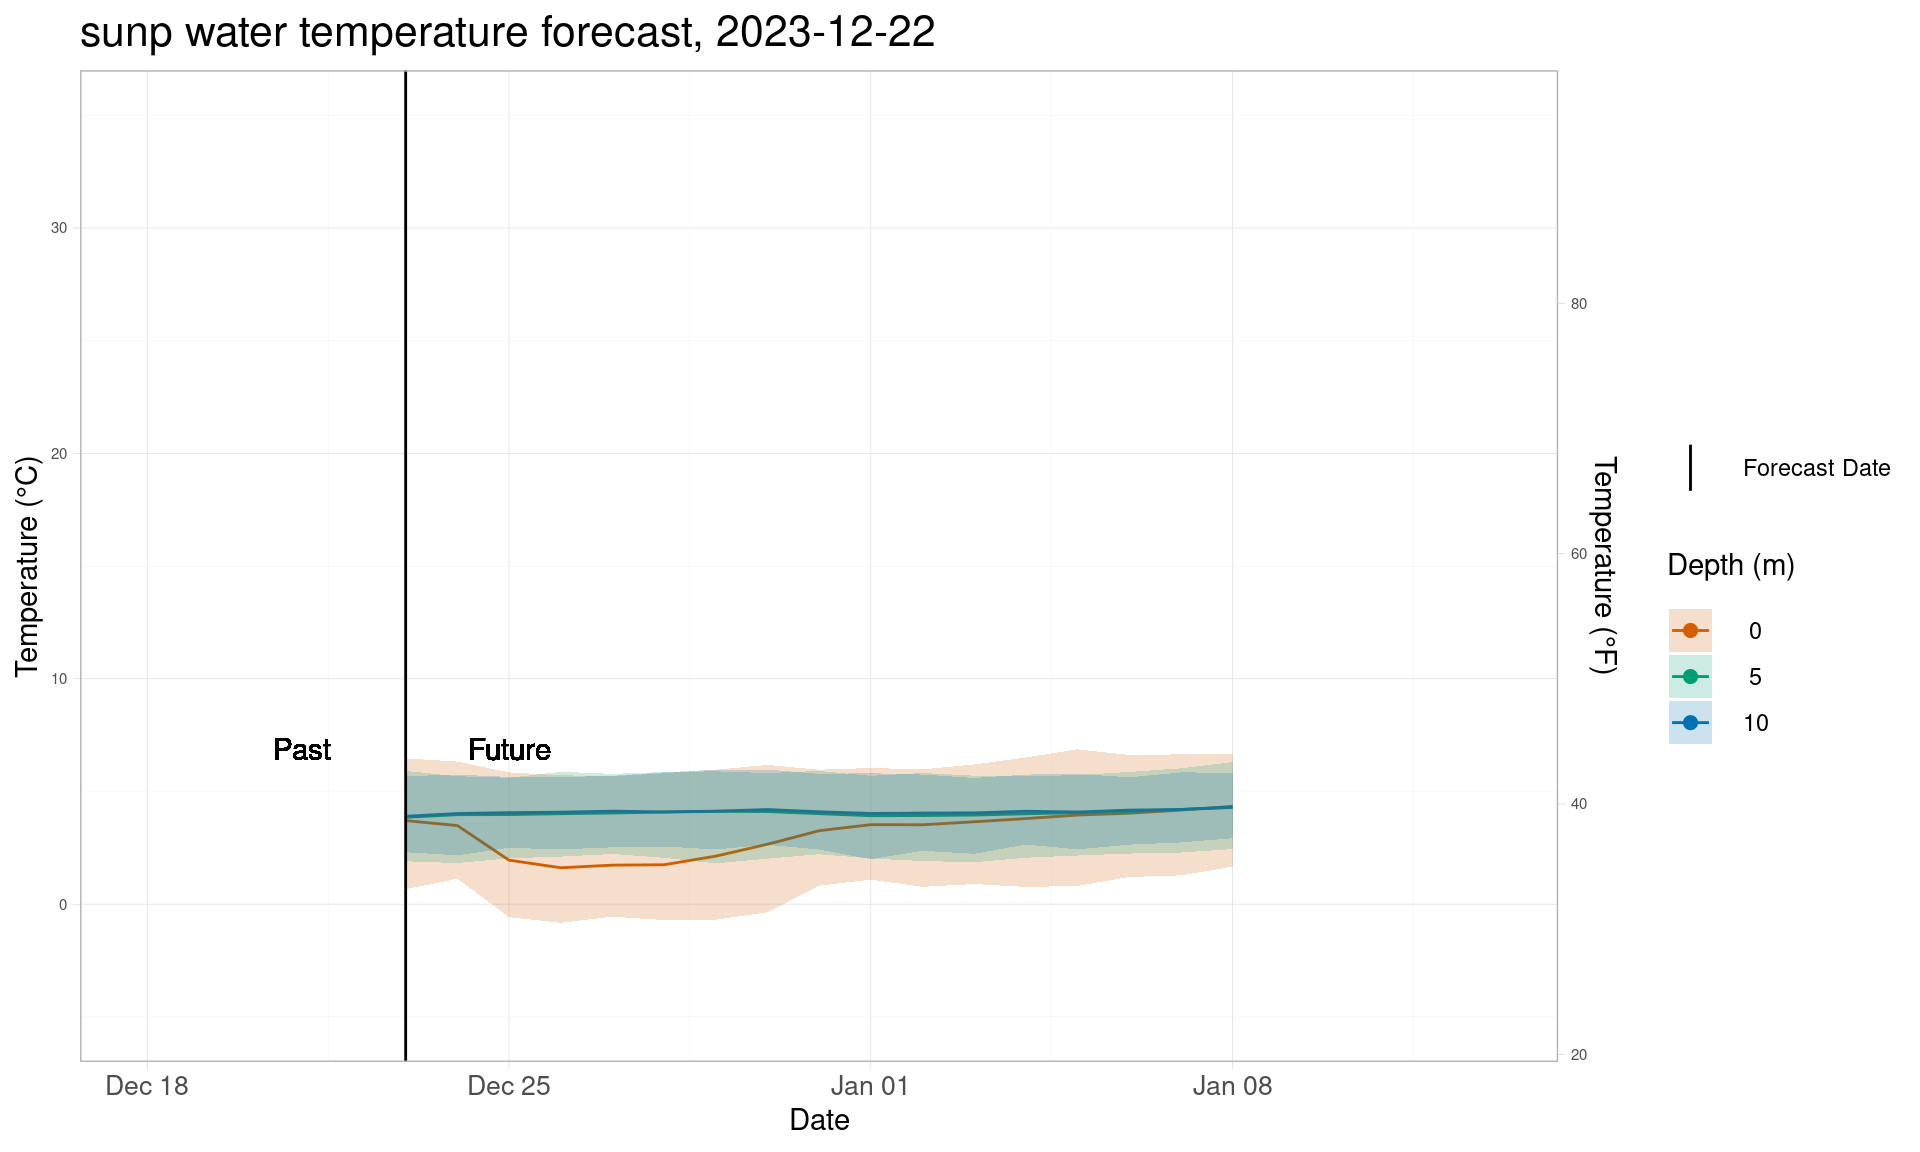 sunp water temperature forecast, 2023-12-22
Temperature (°C)
30
20
10
0
Past
Future
80
60
40
20
Temperature (°F)
Dec 18
Dec 25
Jan 01
Jan 08
Date
Forecast Date
Depth (m)
0
5
10